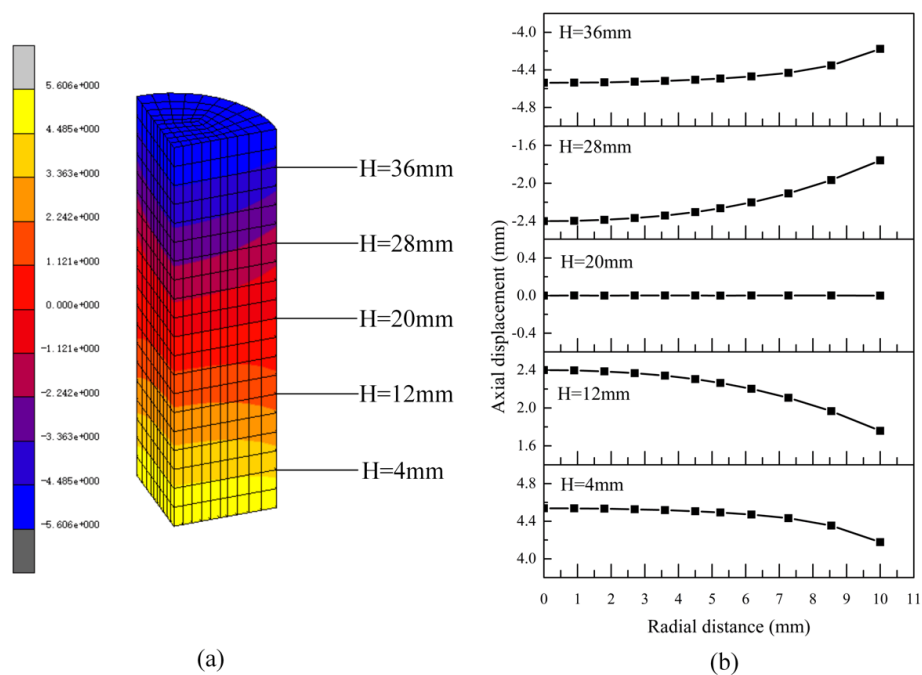 5.606e+000
4.485e+000
3.363e+000
2.242e+000
1.121e+000
0.000e+000
-1.121e+000
-2.242e+000
-3.363e+000
-4.485e+000
-5.606e+000
H=36mm
H=28mm
H=20mm
H=12mm
H=4mm
(a)
Axial displacement (mm)
-4.0
-4.4
-4.8
H=36mm
-1.6
-2.0
-2.4
H=28mm
0.4
0.0
-0.4
H=20mm
2.4
2.0
1.6
H=12mm
4.8
4.4
4.0
H=4mm
0 1 2 3 4 5 6 7 8 9 10 11
Radial distance (mm)
(b)